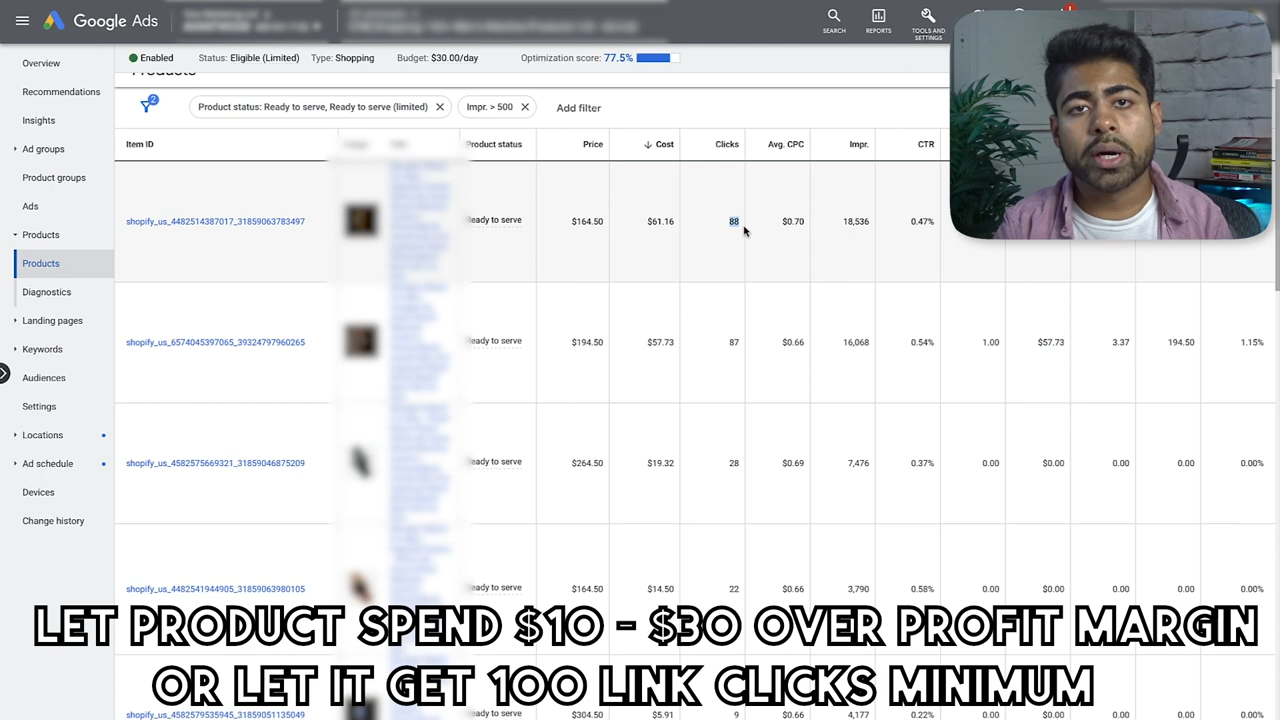 Google Ads
SEARCH
REPORTS
TOOLS AND
SETTINGS
Enabled
Status: Eligible (Limited)
Type: Shopping
Budget: $30.00/day
Optimization score: 77.5%
Overview
Recommendations
Insights
Ad groups
Product groups
Ads
Products
Products
Diagnostics
Landing pages
Keywords
Audiences
Settings
Locations
Ad schedule
Devices
Change history
Products
2
Product status: Ready to serve, Ready to serve (limited)
Impr. > 500
Add filter
Item ID Product status Price Cost Clicks Avg. CPC Impr. CTR
shopify_us_4482514387017_31859063783497 Ready to serve $164.50 $61.16 88 $0.70 18,536 0.47%
shopify_us_6574045397065_39324797960265 Ready to serve $194.50 $57.73 87 $0.66 16,068 0.54% 1.00 $57.73 3.37 194.50 1.15%
shopify_us_4582575669321_31859046875209 Ready to serve $264.50 $19.32 28 $0.69 7,476 0.37% 0.00 $0.00 0.00 0.00 0.00%
shopify_us_4482541944905_31859063980105 Ready to serve $164.50 $14.50 22 $0.66 3,790 0.58% 0.00 $0.00 0.00 0.00 0.00%
LET PRODUCT SPEND $10 - $30 OVER PROFIT MARGIN
OR LET IT GET 100 LINK CLICKS MINIMUM
shopify_us_4582579535945_31859051135049 Ready to serve $304.50 $5.91 9 $0.66 4,177 0.22% 0.00 $0.00 0.00 0.00 0.00%